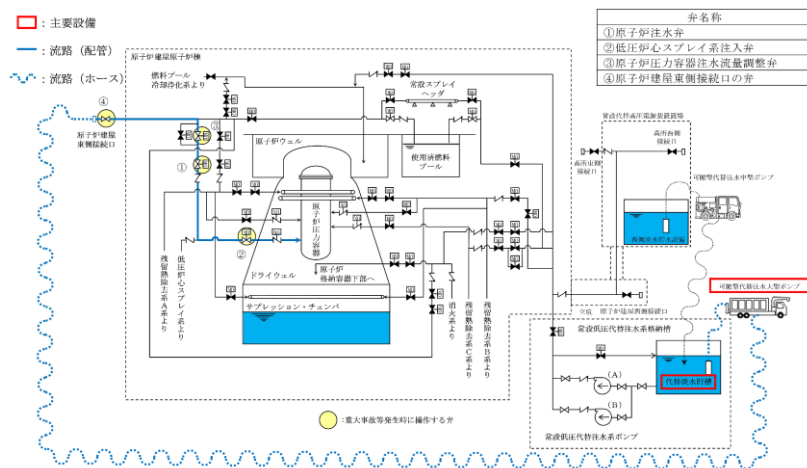 ：主要設備
：流路（配管）
：流路（ホース）
弁名称
①原子炉注水弁
②低圧炉心スプレイ系注入弁
③原子炉圧力容器注水流量調整弁
④原子炉建屋東側接続口の弁
原子炉建屋原子炉棟
燃料プール
冷却浄化系より
常設スプレイ
ヘッダ
④
原子炉建屋
東側接続口
③
①
②
原子炉ウェル
使用済燃料
プール
原子炉圧力容器
ドライウェル
原子炉
格納容器下部へ
サプレッション・チェンバ
残留熱除去系A系より
低圧炉心スプレイ系より
消火系より
残留熱除去系C系より
残留熱除去系B系より
常設代替高圧電源装置置場
高所西側
接続口
高所東側
接続口
可搬型代替注水中型ポンプ
西側淡水貯水設備
可搬型代替注水大型ポンプ
立坑
原子炉建屋西側接続口
常設低圧代替注水系格納槽
(A)
(B)
代替淡水貯槽
常設低圧代替注水系ポンプ
：重大事故等発生時に操作する弁